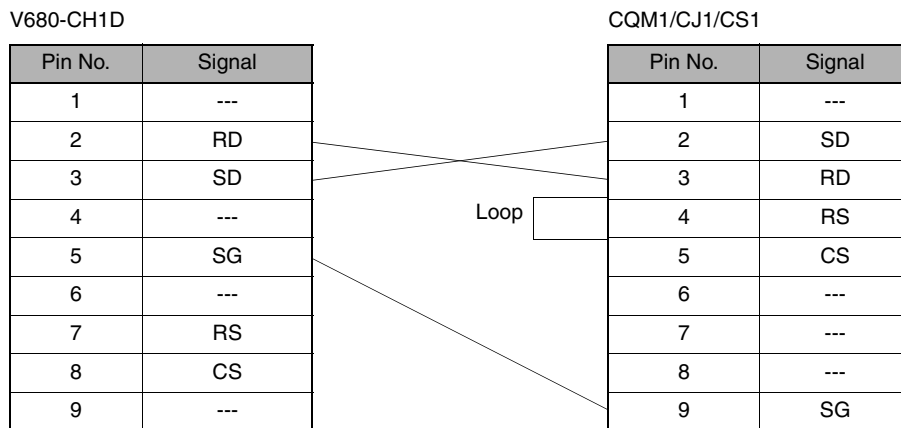 V680-CH1D
CQM1/CJ1/CS1
Pin No. Signal
1 ---
2 RD
3 SD
4 ---
5 SG
6 ---
7 RS
8 CS
9 ---
Loop
Pin No. Signal
1 ---
2 SD
3 RD
4 RS
5 CS
6 ---
7 ---
8 ---
9 SG